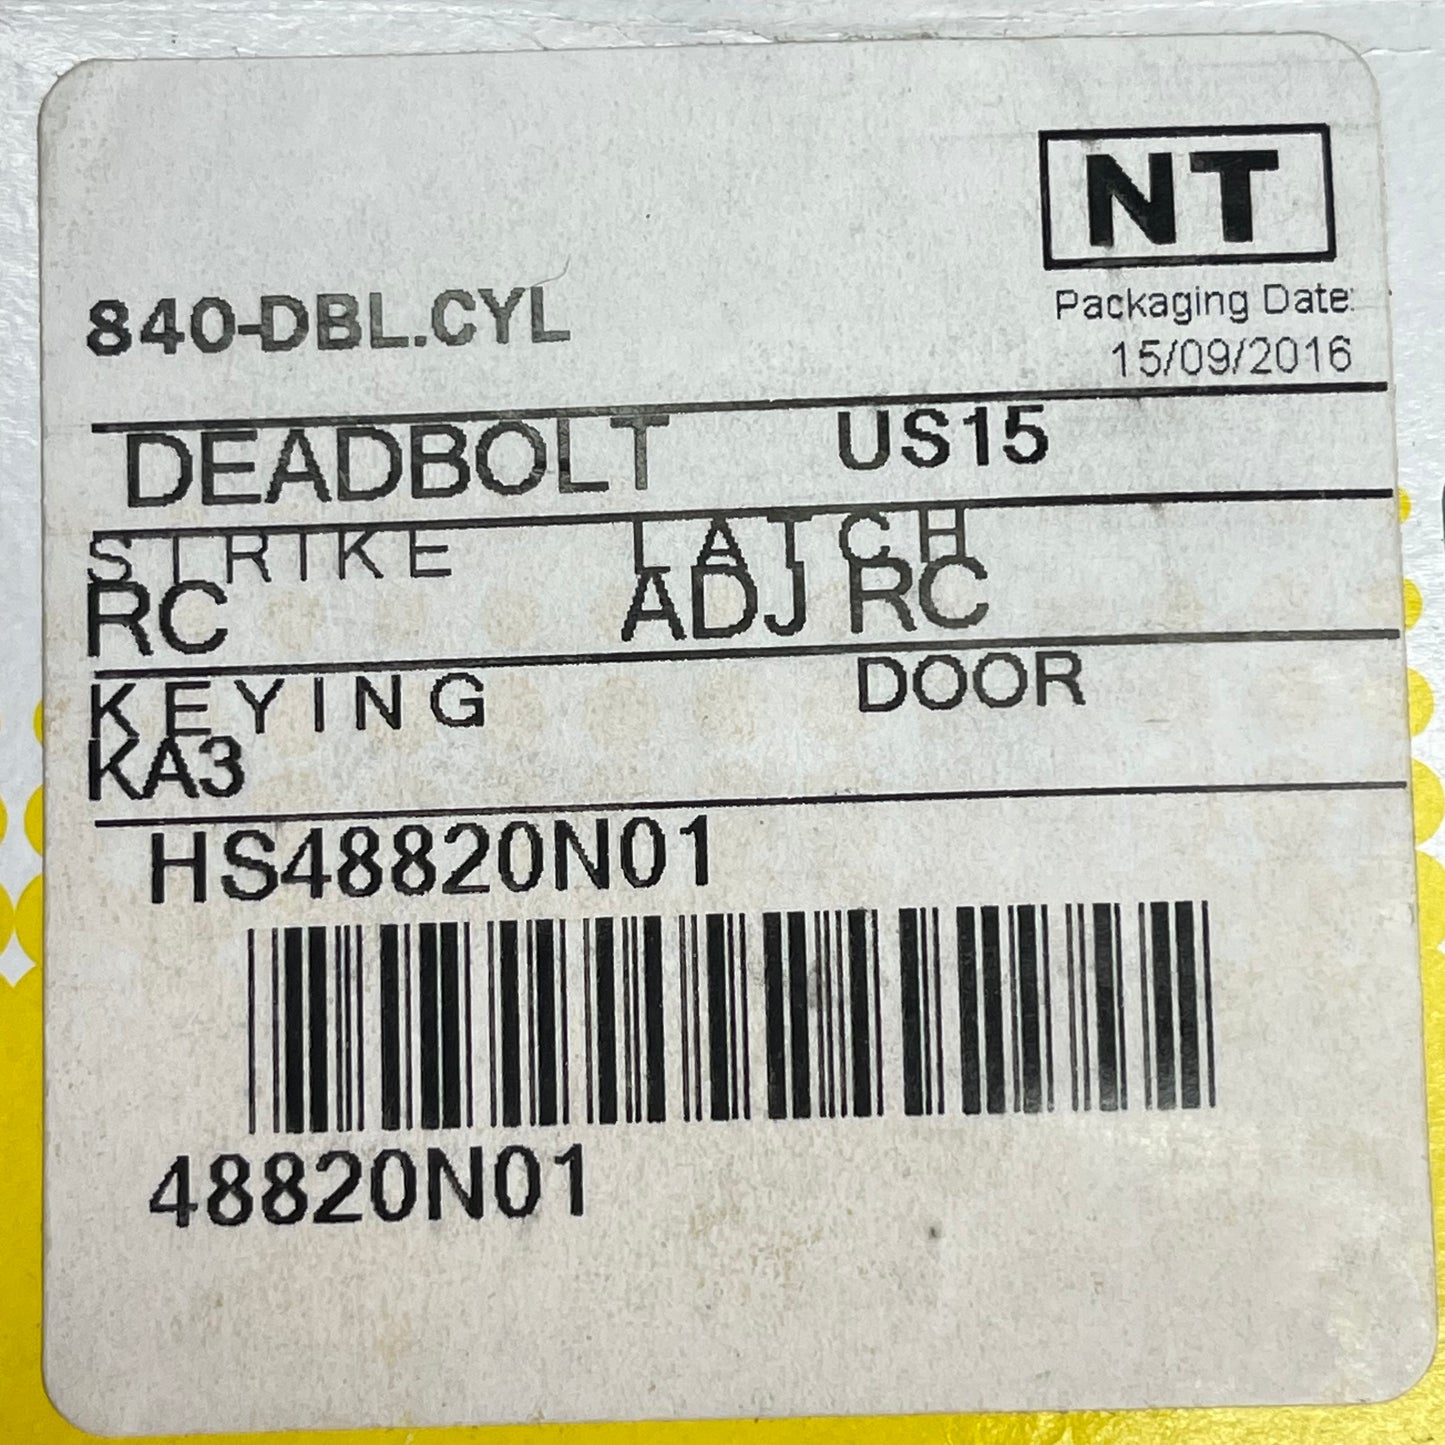 NT
Packaging Date:
15/09/2016
840-DBL.CYL
DEADBOLT US15
STRIKE LATCH
RC ADJ RC
KEYING DOOR
KA3
HS48820N01
48820N01